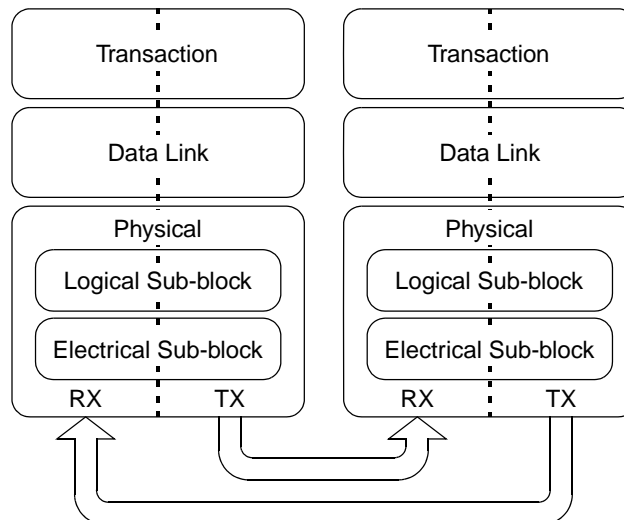 Transaction
Transaction
Data Link
Data Link
Physical
Physical
Logical Sub-block
Logical Sub-block
Electrical Sub-block
Electrical Sub-block
RX
TX
RX
TX